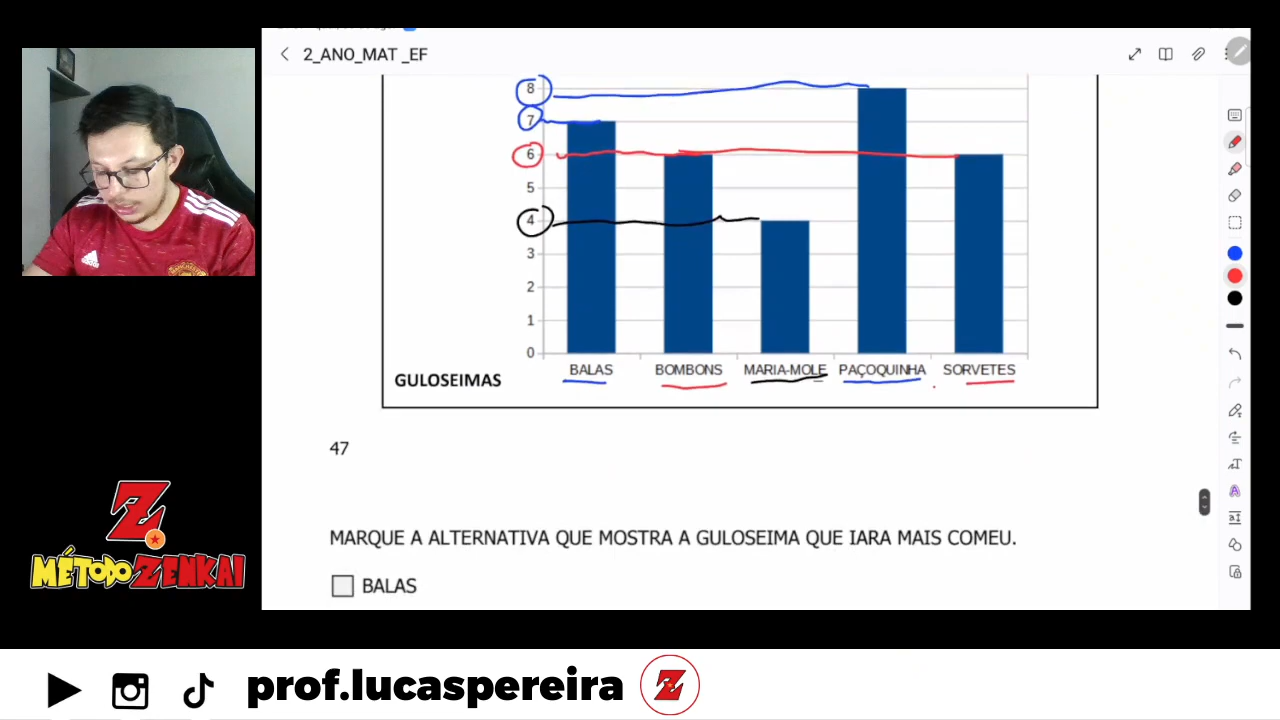 2_ANO_MAT _EF
8
7
6
5
4
3
2
1
0
BALAS BOMBONS MARIA-MOLE PAÇOQUINHA SORVETES
GULOSEIMAS
47
MARQUE A ALTERNATIVA QUE MOSTRA A GULOSEIMA QUE IARA MAIS COMEU.
BALAS
Z
MÉTODO ZENKAI
prof.lucaspereira
Z